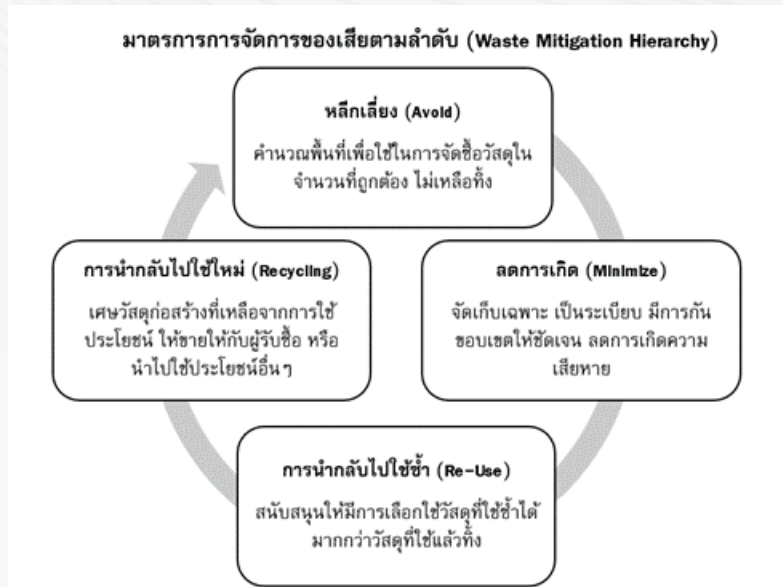 มาตรการการจัดการของเสียตามลำดับ (Waste Mitigation Hierarchy)
หลีกเลี่ยง (Avoid)
คำนวณพื้นที่เพื่อใช้ในการจัดซื้อวัสดุใน
จำนวนที่ถูกต้อง ไม่เหลือทิ้ง
ลดการเกิด (Minimize)
จัดเก็บเฉพาะ เป็นระเบียบ มีการกัน
ขอบเขตให้ชัดเจน ลดการเกิดความ
เสียหาย
การนำกลับไปใช้ซ้ำ (Re-Use)
สนับสนุนให้มีการเลือกใช้วัสดุที่ใช้ซ้ำได้
มากกว่าวัสดุที่ใช้แล้วทิ้ง
การนำกลับไปใช้ใหม่ (Recycling)
เศษวัสดุก่อสร้างที่เหลือจากการใช้
ประโยชน์ ให้ขายให้กับผู้รับซื้อ หรือ
นำไปใช้ประโยชน์อื่นๆ